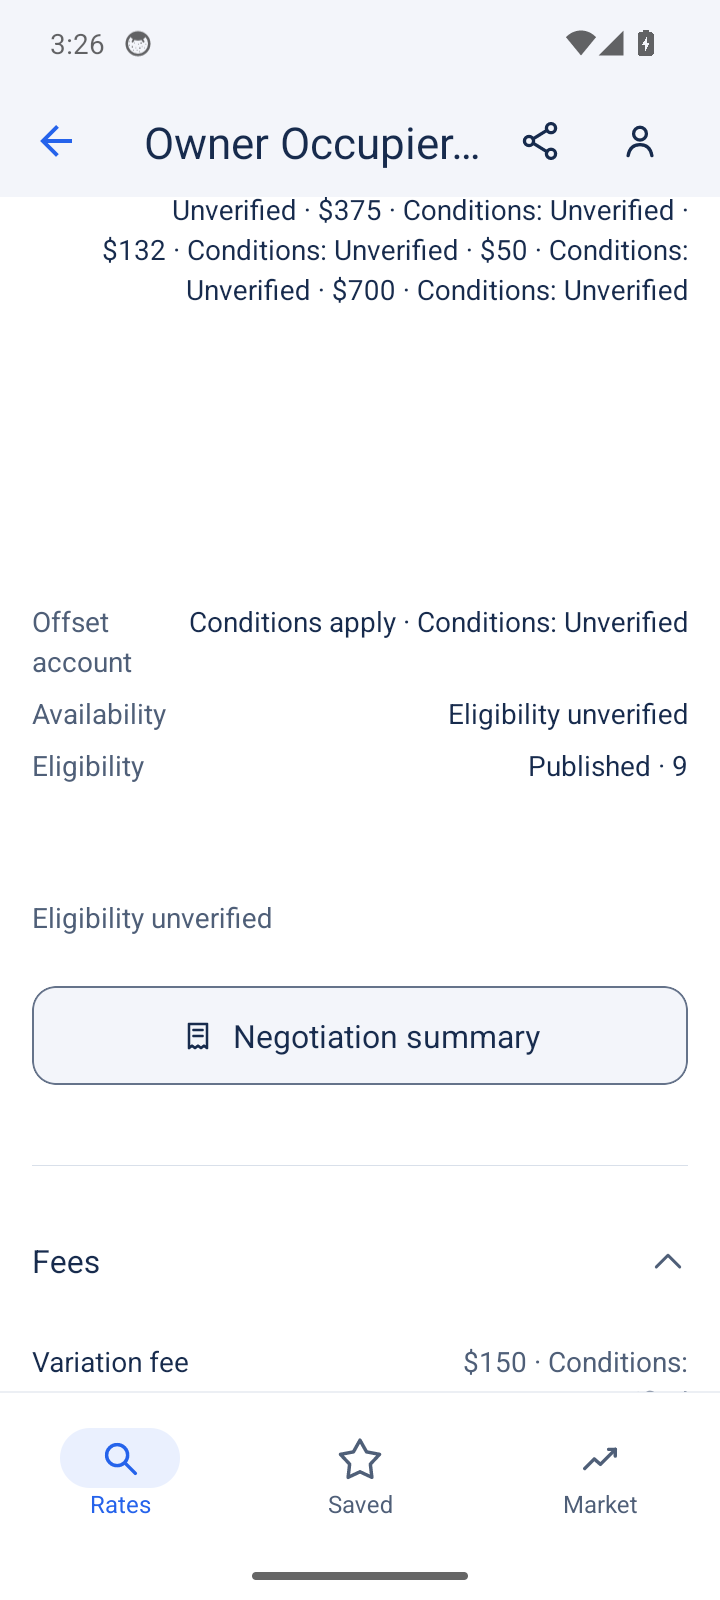 3:26
Owner Occupier...
Unverified · $375 · Conditions: Unverified ·
$132 · Conditions: Unverified · $50 · Conditions:
Unverified · $700 · Conditions: Unverified
Offset account
Conditions apply · Conditions: Unverified
Availability
Eligibility unverified
Eligibility
Published · 9
Eligibility unverified
Negotiation summary
Fees
Variation fee
$150 · Conditions:
Rates
Saved
Market